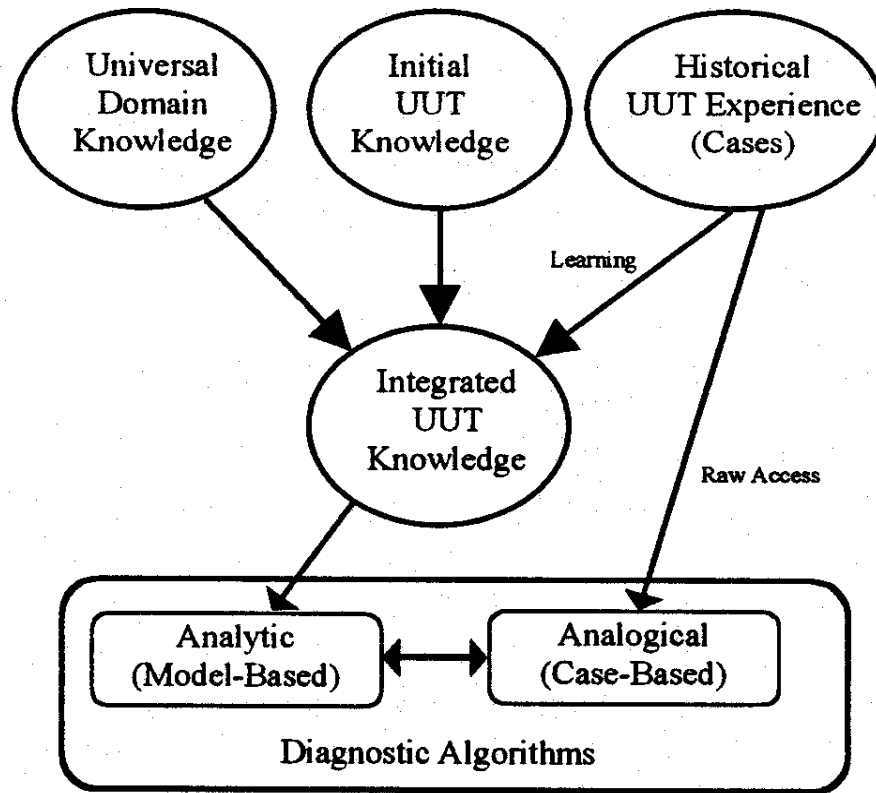 Universal
Domain
Knowledge
Initial
UUT
Knowledge
Historical
UUT Experience
(Cases)
Learning
Integrated
UUT
Knowledge
Raw Access
Analytic
(Model-Based)
Analogical
(Case-Based)
Diagnostic Algorithms